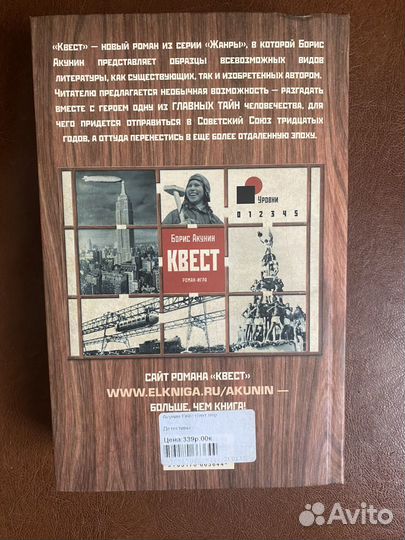 «Квест» — новый роман из серии «Жанры», в которой Борис
Акунин представляет образцы всевозможных видов
литературы, как существующих, так и изобретенных автором.
Читателю предлагается необычная возможность — разгадать
вместе с героем одну из ГЛАВНЫХ ТАЙН человечества, для
чего придется отправиться в Советский Союз тридцатых
годов, а оттуда перенестись в еще более отдаленную эпоху.
Уровни
0 1 2 3 4 5
Борис Акунин
КВЕСТ
РОМАН-ИГРА
САЙТ РОМАНА «КВЕСТ»
WWW.ELKNIGA.RU/AKUNIN —
БОЛЬШЕ, ЧЕМ КНИГА!
Акунин Квест
Детективы
Цена:339р.00к
Avito